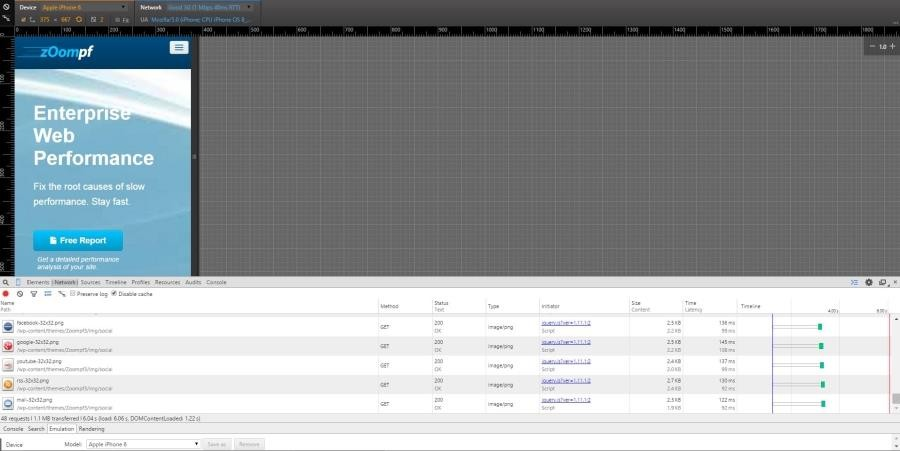 Device Apple iPhone 6 Network Good 3G (1 Mbps 40ms RTT)
375 × 667 2 Fit UA Mozilla/5.0 (iPhone; CPU iPhone OS 8_...
0 100 200 300 400 500 600 700 800 900 1000 1100 1200 1300 1400 1500 1600 1700 1800
zOompf
1.0
Enterprise
Web
Performance
Fix the root causes of slow
performance. Stay fast.
Free Report
Get a detailed performance
analysis of your site.
Elements Network Sources Timeline Profiles Resources Audits Console
Preserve log Disable cache
Name Method Status Type Initiator Size Time Timeline
Path Text Content Latency 4.00 s 6.00 s
facebook-32x32.png GET 200 image/png jquery.js?ver=1.11.1:2 2.5 KB 136 ms
/wp-content/themes/Zoompf3/img/social OK Script 2.2 KB 99 ms
google-32x32.png GET 200 image/png jquery.js?ver=1.11.1:2 2.5 KB 145 ms
/wp-content/themes/Zoompf3/img/social OK Script 2.2 KB 108 ms
youtube-32x32.png GET 200 image/png jquery.js?ver=1.11.1:2 2.4 KB 137 ms
/wp-content/themes/Zoompf3/img/social OK Script 2.0 KB 99 ms
rss-32x32.png GET 200 image/png jquery.js?ver=1.11.1:2 2.7 KB 130 ms
/wp-content/themes/Zoompf3/img/social OK Script 2.4 KB 92 ms
mail-32x32.png GET 200 image/png jquery.js?ver=1.11.1:2 2.3 KB 122 ms
/wp-content/themes/Zoompf3/img/social OK Script 1.9 KB 92 ms
48 requests | 1.1 MB transferred | 6.04 s (load: 6.06 s, DOMContentLoaded: 1.22 s)
Console Search Emulation Rendering
Device Model: Apple iPhone 6 Save as Remove